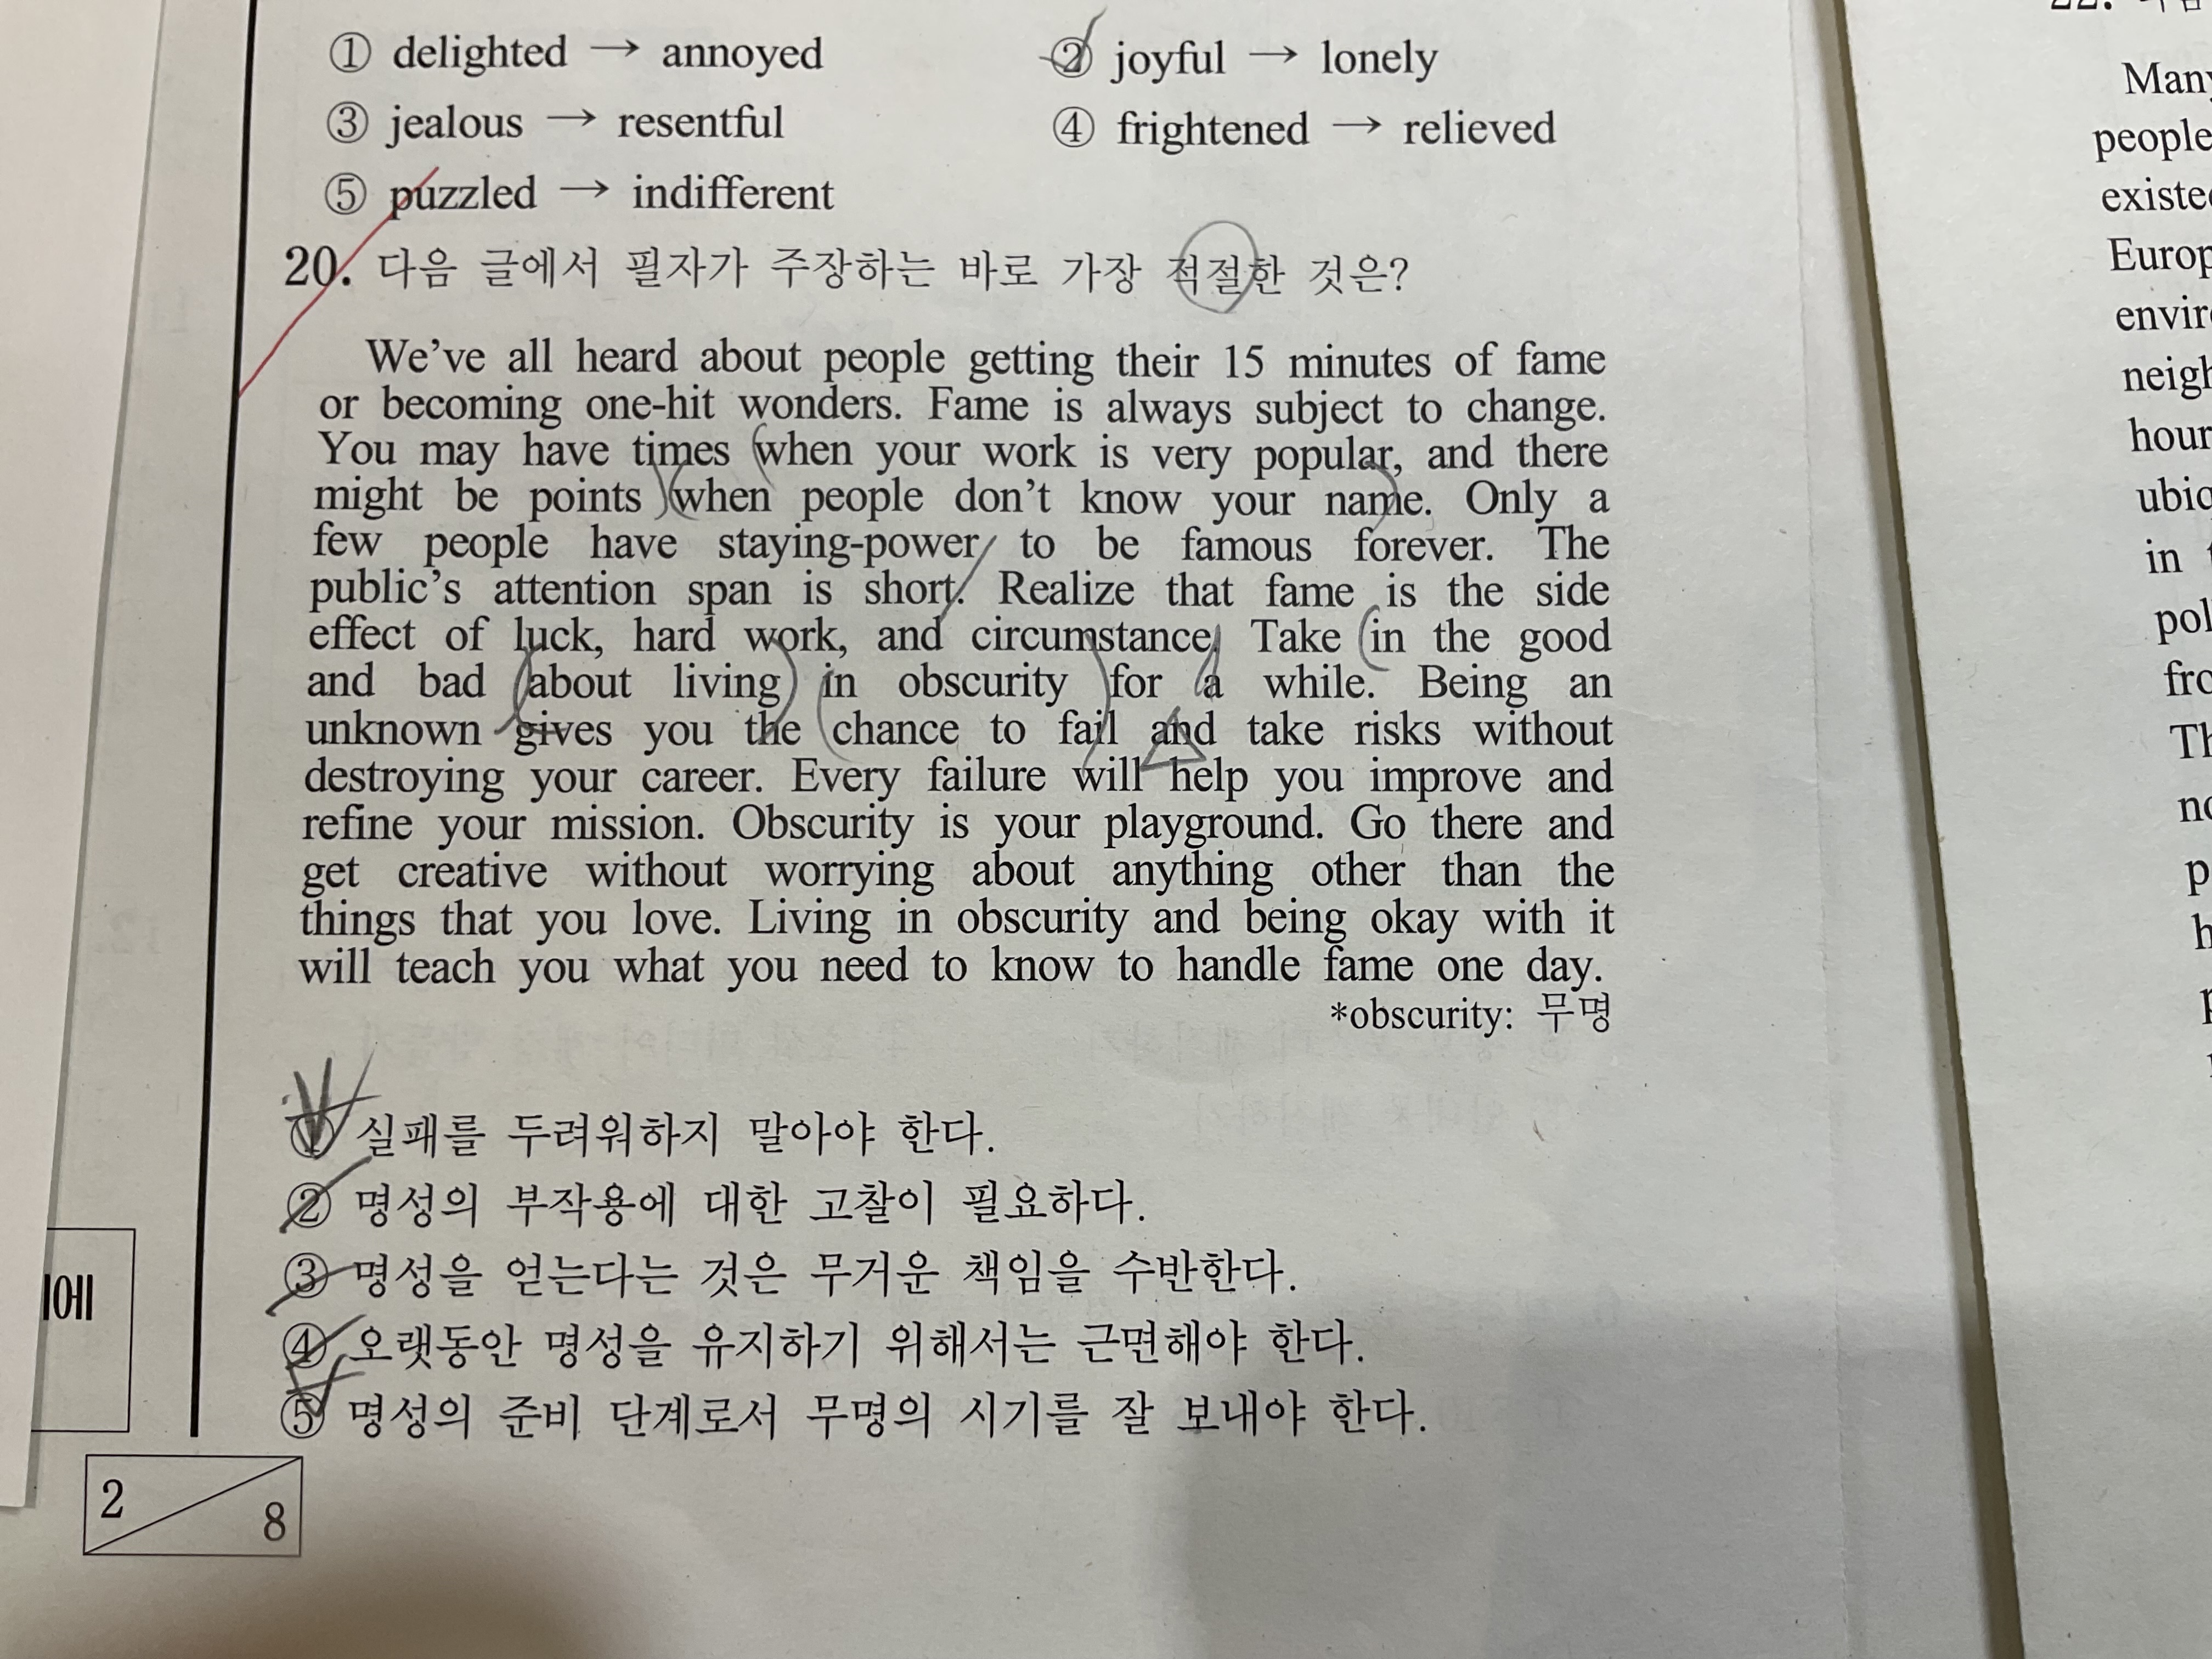 ① delighted → annoyed ② joyful → lonely
③ jealous → resentful ④ frightened → relieved
⑤ puzzled → indifferent
20. 다음 글에서 필자가 주장하는 바로 가장 적절한 것은?
We've all heard about people getting their 15 minutes of fame
or becoming one-hit wonders. Fame is always subject to change.
You may have times when your work is very popular, and there
might be points when people don't know your name. Only a
few people have staying-power to be famous forever. The
public's attention span is short. Realize that fame is the side
effect of luck, hard work, and circumstance. Take in the good
and bad about living in obscurity for a while. Being an
unknown gives you the chance to fail and take risks without
destroying your career. Every failure will help you improve and
refine your mission. Obscurity is your playground. Go there and
get creative without worrying about anything other than the
things that you love. Living in obscurity and being okay with it
will teach you what you need to know to handle fame one day.
*obscurity: 무명
① 실패를 두려워하지 말아야 한다.
② 명성의 부작용에 대한 고찰이 필요하다.
③ 명성을 얻는다는 것은 무거운 책임을 수반한다.
④ 오랫동안 명성을 유지하기 위해서는 근면해야 한다.
⑤ 명성의 준비 단계로서 무명의 시기를 잘 보내야 한다.
2
8
Many
people
in